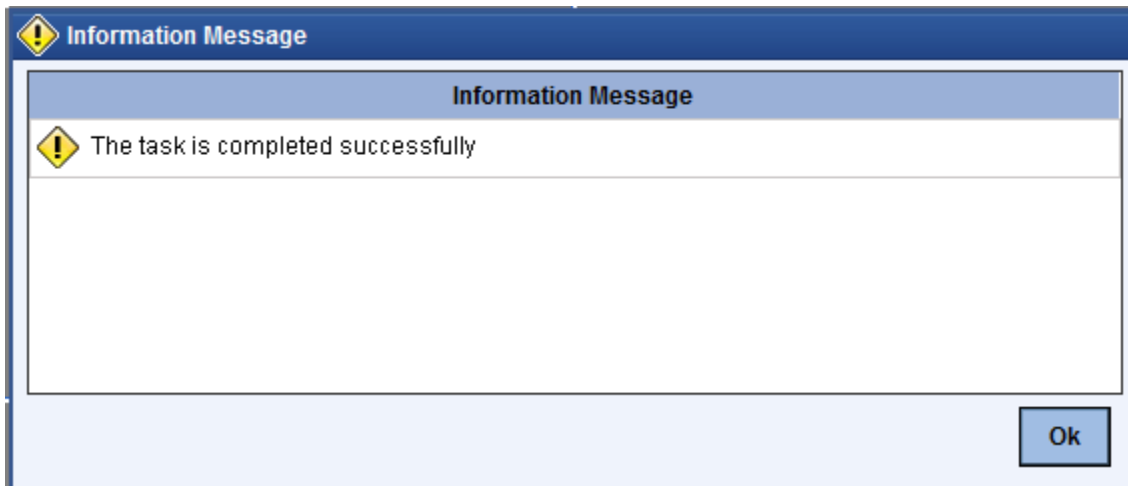 Information Message
Information Message
The task is completed successfully
Ok